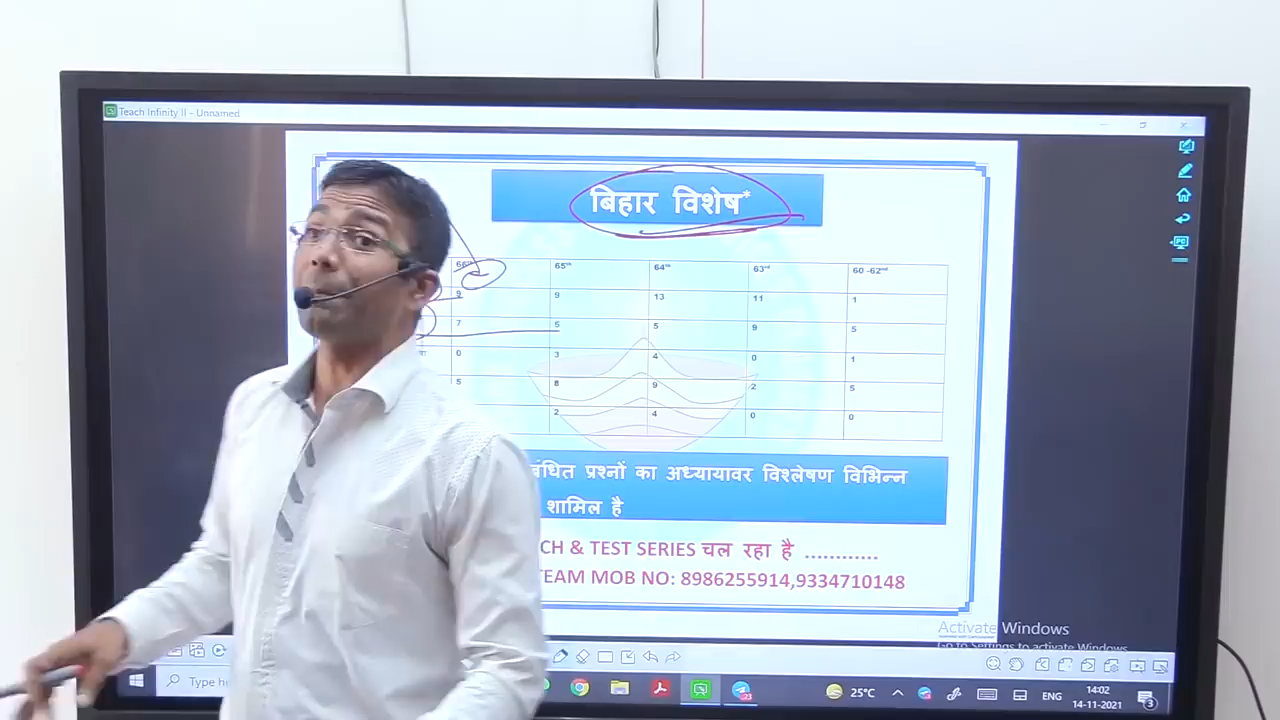 Teach Infinity II - Unnamed
बिहार विशेष*
66th 65th 64th 63rd 60 -62nd
9 9 13 11 1
7 5 5 9 5
0 3 4 0 1
5 8 9 2 5
2 4 0 0
प्रश्नों का अध्यायावर विश्लेषण विभिन्न
शामिल है
CH & TEST SERIES चल रहा है ............
TEAM MOB NO: 8986255914,9334710148
Activate Windows
Go to Settings to activate Windows.
Type h
25°C ENG 14:02
14-11-2021
3